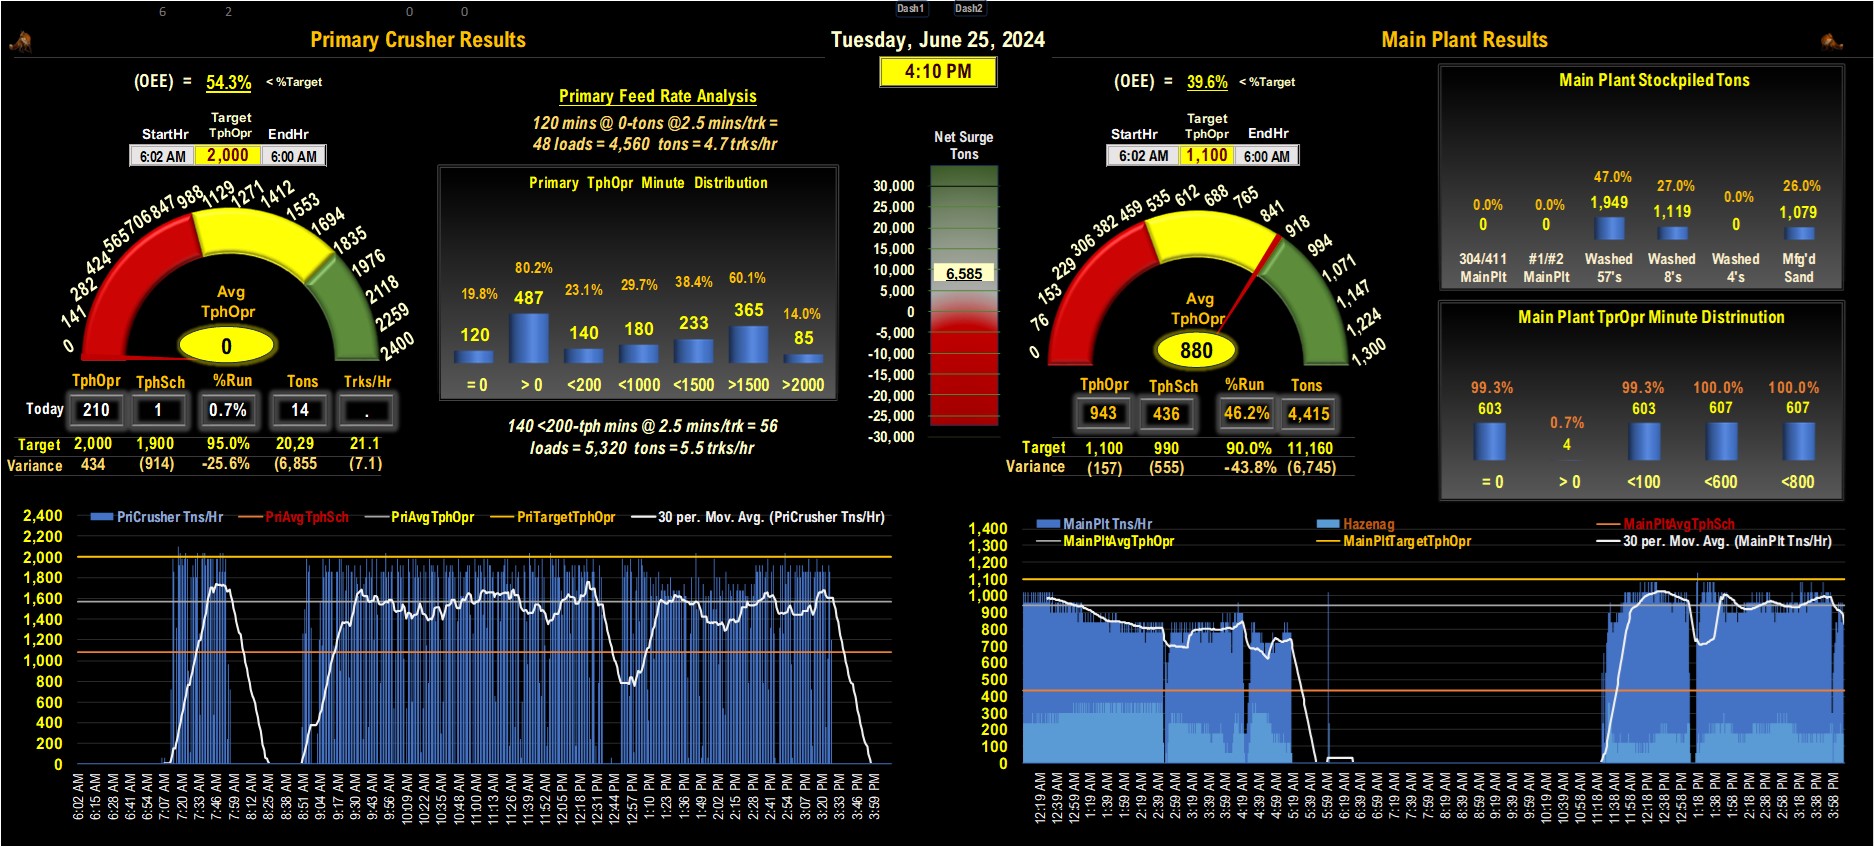 6 2 0 0 Dash1 Dash2
Primary Crusher Results
Tuesday, June 25, 2024
Main Plant Results
4:10 PM
(OEE) = 54.3% < %Target
StartHr Target TphOpr EndHr
6:02 AM 2,000 6:00 AM
0 141 282 424 565 706 847 988 1129 1271 1412 1553 1694 1835 1976 2118 2259 2400
Avg
TphOpr
0
TphOpr TphSch %Run Tons Trks/Hr
Today 210 1 0.7% 14 .
Target 2,000 1,900 95.0% 20,29 21.1
Variance 434 (914) -25.6% (6,855 (7.1)
Primary Feed Rate Analysis
120 mins @ 0-tons @2.5 mins/trk =
48 loads = 4,560 tons = 4.7 trks/hr
Primary TphOpr Minute Distribution
19.8% 80.2% 23.1% 29.7% 38.4% 60.1% 14.0%
120 487 140 180 233 365 85
= 0 > 0 <200 <1000 <1500 >1500 >2000
140 <200-tph mins @ 2.5 mins/trk = 56
loads = 5,320 tons = 5.5 trks/hr
Net Surge
Tons
30,000
25,000
20,000
15,000
10,000
6,585
5,000
0
-5,000
-10,000
-15,000
-20,000
-25,000
-30,000
(OEE) = 39.6% < %Target
StartHr Target TphOpr EndHr
6:02 AM 1,100 6:00 AM
0 76 153 229 306 382 459 535 612 688 765 841 918 994 1,071 1,147 1,224 1,300
Avg
TphOpr
880
TphOpr TphSch %Run Tons
943 436 46.2% 4,415
Target 1,100 990 90.0% 11,160
Variance (157) (555) -43.8% (6,745)
Main Plant Stockpiled Tons
0.0% 0.0% 47.0% 27.0% 0.0% 26.0%
0 0 1,949 1,119 0 1,079
304/411 #1/#2 Washed Washed Washed Mfg'd
MainPlt MainPlt 57's 8's 4's Sand
Main Plant TprOpr Minute Distrinution
99.3% 0.7% 99.3% 100.0% 100.0%
603 4 603 607 607
= 0 > 0 <100 <600 <800
PriCrusher Tns/Hr PriAvgTphSch PriAvgTphOpr PriTargetTphOpr 30 per. Mov. Avg. (PriCrusher Tns/Hr)
2,400
2,200
2,000
1,800
1,600
1,400
1,200
1,000
800
600
400
200
0
6:02 AM 6:15 AM 6:28 AM 6:41 AM 6:54 AM 7:07 AM 7:20 AM 7:33 AM 7:46 AM 7:59 AM 8:12 AM 8:25 AM 8:38 AM 8:51 AM 9:04 AM 9:17 AM 9:30 AM 9:43 AM 9:56 AM 10:09 AM 10:22 AM 10:35 AM 10:48 AM 11:00 AM 11:13 AM 11:26 AM 11:39 AM 11:52 AM 12:05 PM 12:18 PM 12:31 PM 12:44 PM 12:57 PM 1:10 PM 1:23 PM 1:36 PM 1:49 PM 2:02 PM 2:15 PM 2:28 PM 2:41 PM 2:54 PM 3:07 PM 3:20 PM 3:33 PM 3:46 PM 3:59 PM
MainPlt Tns/Hr Hazenag MainPltAvgTphSch
MainPltAvgTphOpr MainPltTargetTphOpr 30 per. Mov. Avg. (MainPlt Tns/Hr)
1,400
1,300
1,200
1,100
1,000
900
800
700
600
500
400
300
200
100
0
12:19 AM 12:39 AM 12:59 AM 1:19 AM 1:39 AM 1:59 AM 2:19 AM 2:39 AM 2:59 AM 3:19 AM 3:39 AM 3:59 AM 4:19 AM 4:39 AM 4:59 AM 5:19 AM 5:39 AM 5:59 AM 6:19 AM 6:39 AM 6:59 AM 7:19 AM 7:39 AM 7:59 AM 8:19 AM 8:39 AM 8:59 AM 9:19 AM 9:39 AM 9:59 AM 10:19 AM 10:39 AM 10:58 AM 11:18 AM 11:38 AM 11:58 AM 12:18 PM 12:38 PM 12:58 PM 1:18 PM 1:38 PM 1:58 PM 2:18 PM 2:38 PM 2:58 PM 3:18 PM 3:38 PM 3:58 PM